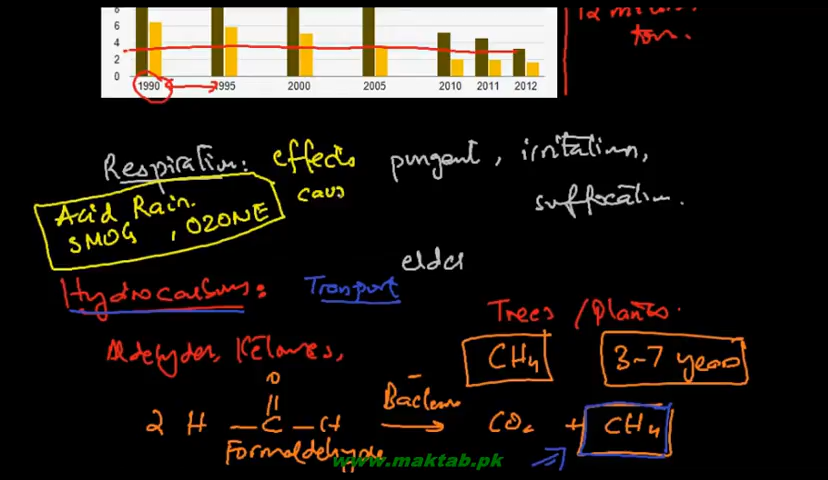 8
12 million
ton.
6
4
2
0
1990 1995 2000 2005 2010 2011 2012
Respiration: effects pungent, irritation,
caus suffocation.
Acid Rain.
SMOG, OZONE
elder
Hydrocarbons: Transport
Trees / Plants.
Aldehydes, Ketones, CH4 3-7 years
O
2 H - C - H Bacteria CO2 + CH4
Formaldehyde
www.maktab.pk